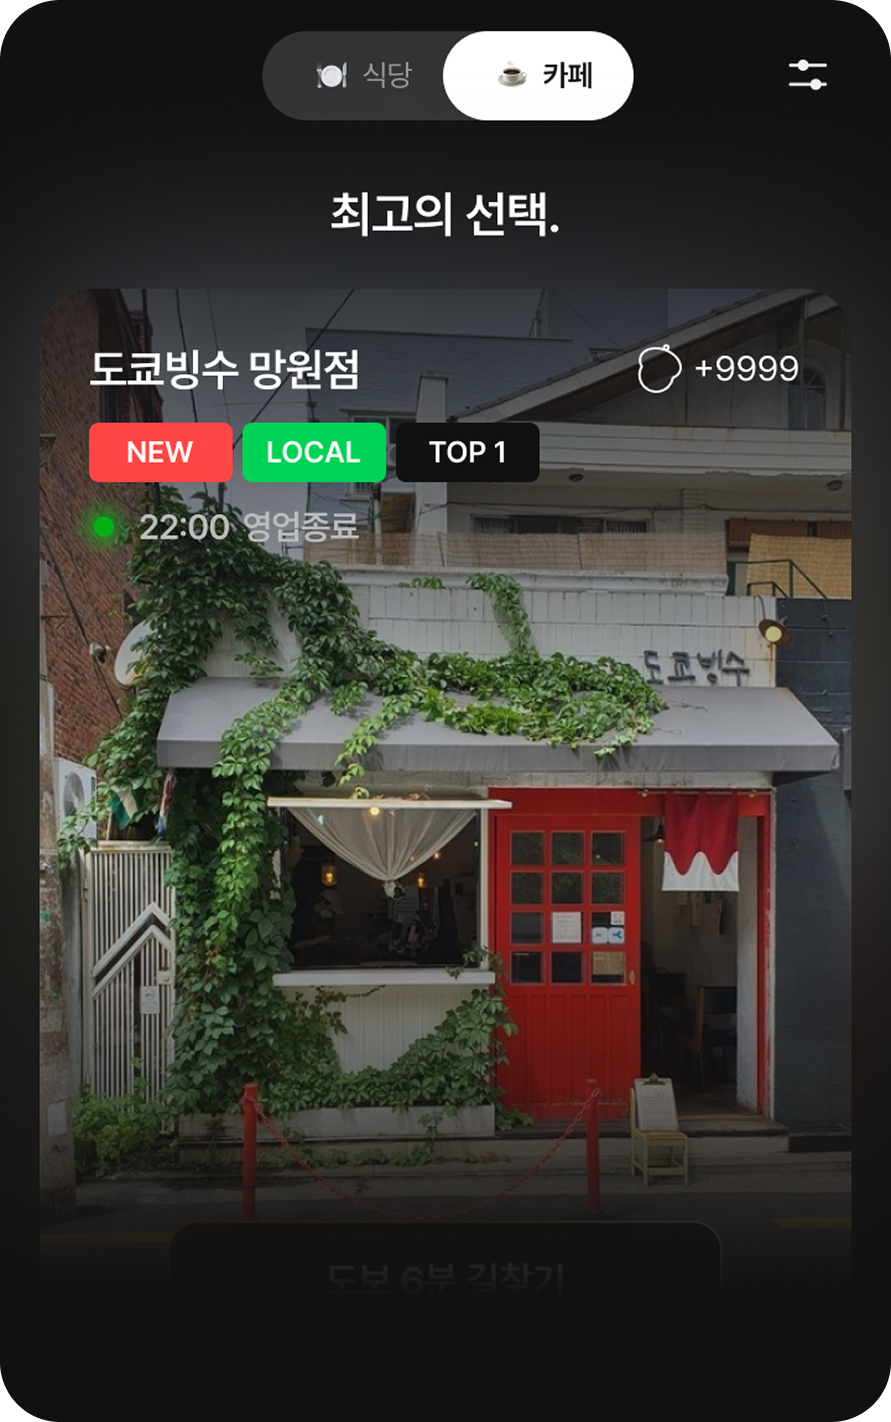 식당 카페
최고의 선택.
도쿄빙수 망원점 +9999
NEW LOCAL TOP 1
22:00 영업종료
도쿄빙수
도보 6분 길찾기